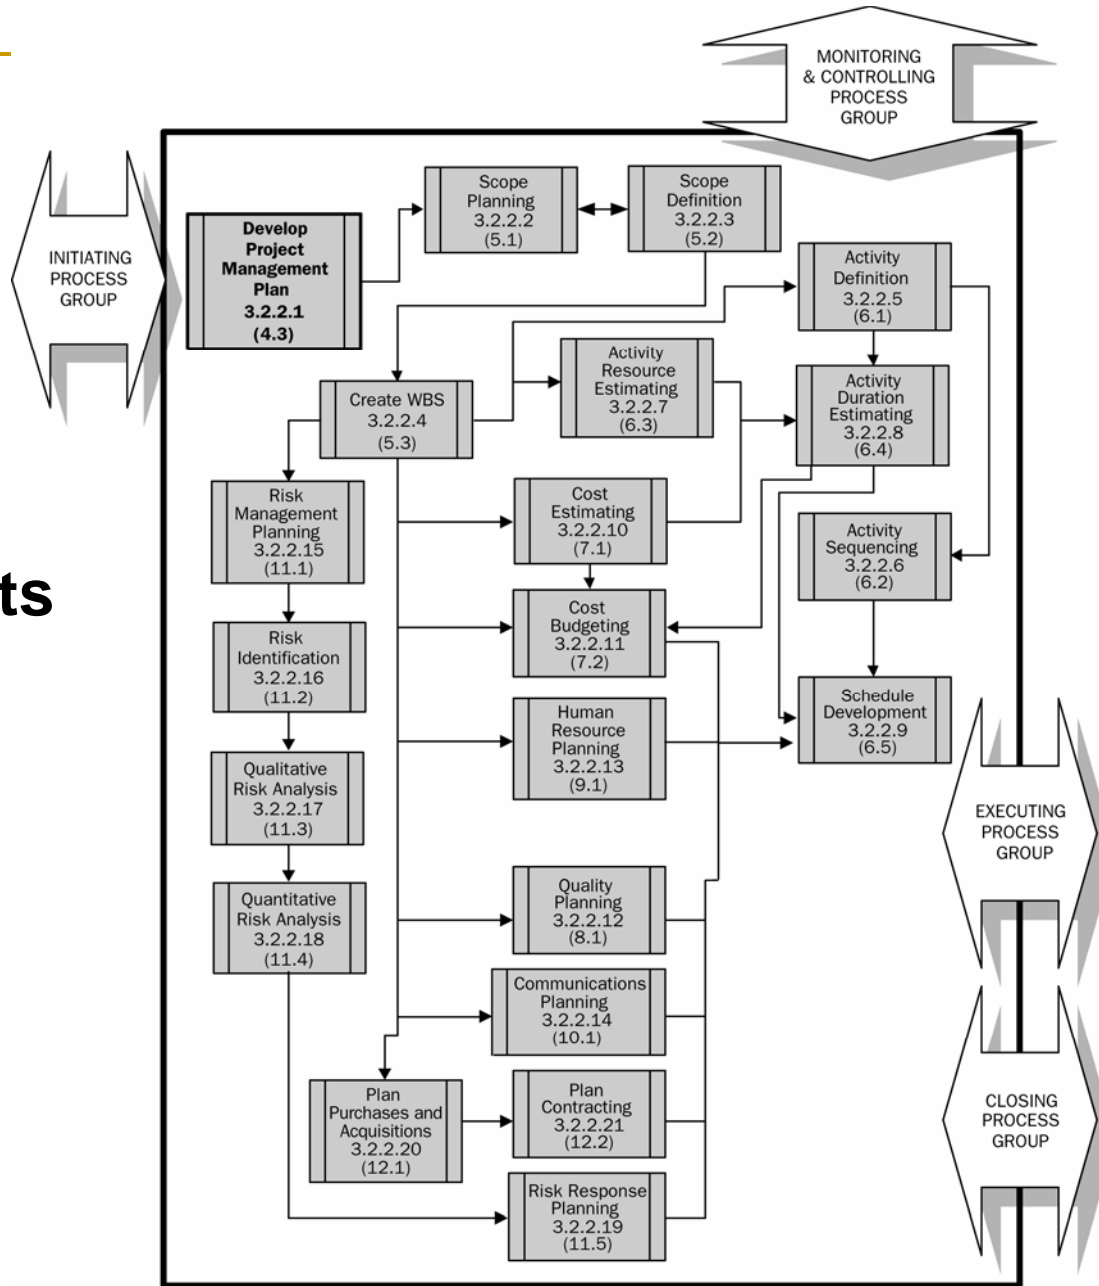 MONITORING
& CONTROLLING
PROCESS
GROUP
INITIATING
PROCESS
GROUP
Develop
Project
Management
Plan
3.2.2.1
(4.3)
Scope
Planning
3.2.2.2
(5.1)
Scope
Definition
3.2.2.3
(5.2)
Activity
Definition
3.2.2.5
(6.1)
Create WBS
3.2.2.4
(5.3)
Activity
Resource
Estimating
3.2.2.7
(6.3)
Activity
Duration
Estimating
3.2.2.8
(6.4)
Risk
Management
Planning
3.2.2.15
(11.1)
Cost
Estimating
3.2.2.10
(7.1)
Activity
Sequencing
3.2.2.6
(6.2)
ts
Risk
Identification
3.2.2.16
(11.2)
Cost
Budgeting
3.2.2.11
(7.2)
Schedule
Development
3.2.2.9
(6.5)
Human
Resource
Planning
3.2.2.13
(9.1)
Qualitative
Risk Analysis
3.2.2.17
(11.3)
EXECUTING
PROCESS
GROUP
Quantitative
Risk Analysis
3.2.2.18
(11.4)
Quality
Planning
3.2.2.12
(8.1)
Communications
Planning
3.2.2.14
(10.1)
Plan
Purchases and
Acquisitions
3.2.2.20
(12.1)
Plan
Contracting
3.2.2.21
(12.2)
CLOSING
PROCESS
GROUP
Risk Response
Planning
3.2.2.19
(11.5)